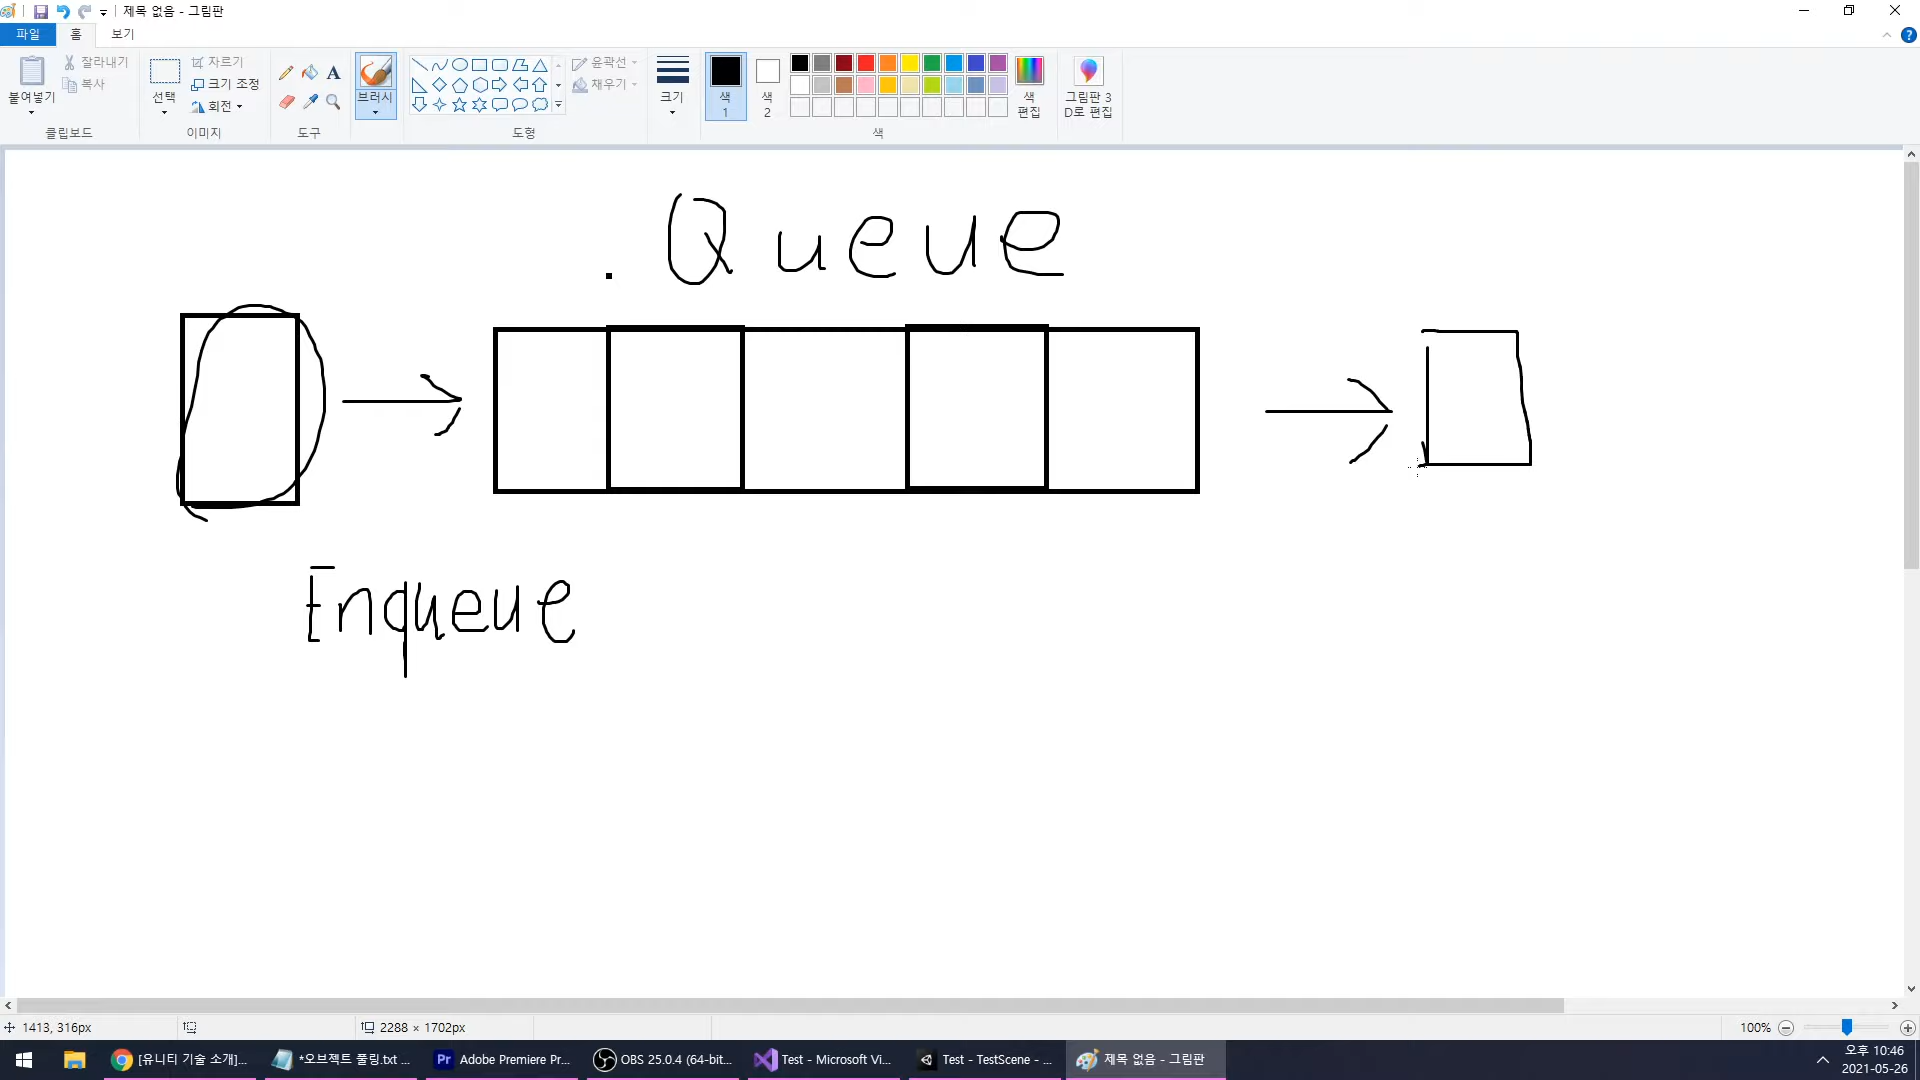 제목 없음 - 그림판
파일 홈 보기
붙여넣기
잘라내기
복사
클립보드
선택
자르기
크기 조정
회전
이미지
A
도구
브러시
윤곽선
채우기
도형
크기
색
1
색
2
색
편집
그림판 3
D로 편집
색
Queue
Enqueue
1413, 316px
2288 × 1702px
100%
[유니티 기술 소개]...
*오브젝트 풀링.txt ...
Adobe Premiere Pr...
OBS 25.0.4 (64-bit...
Test - Microsoft Vi...
Test - TestScene - ...
제목 없음 - 그림판
오후 10:46
2021-05-26